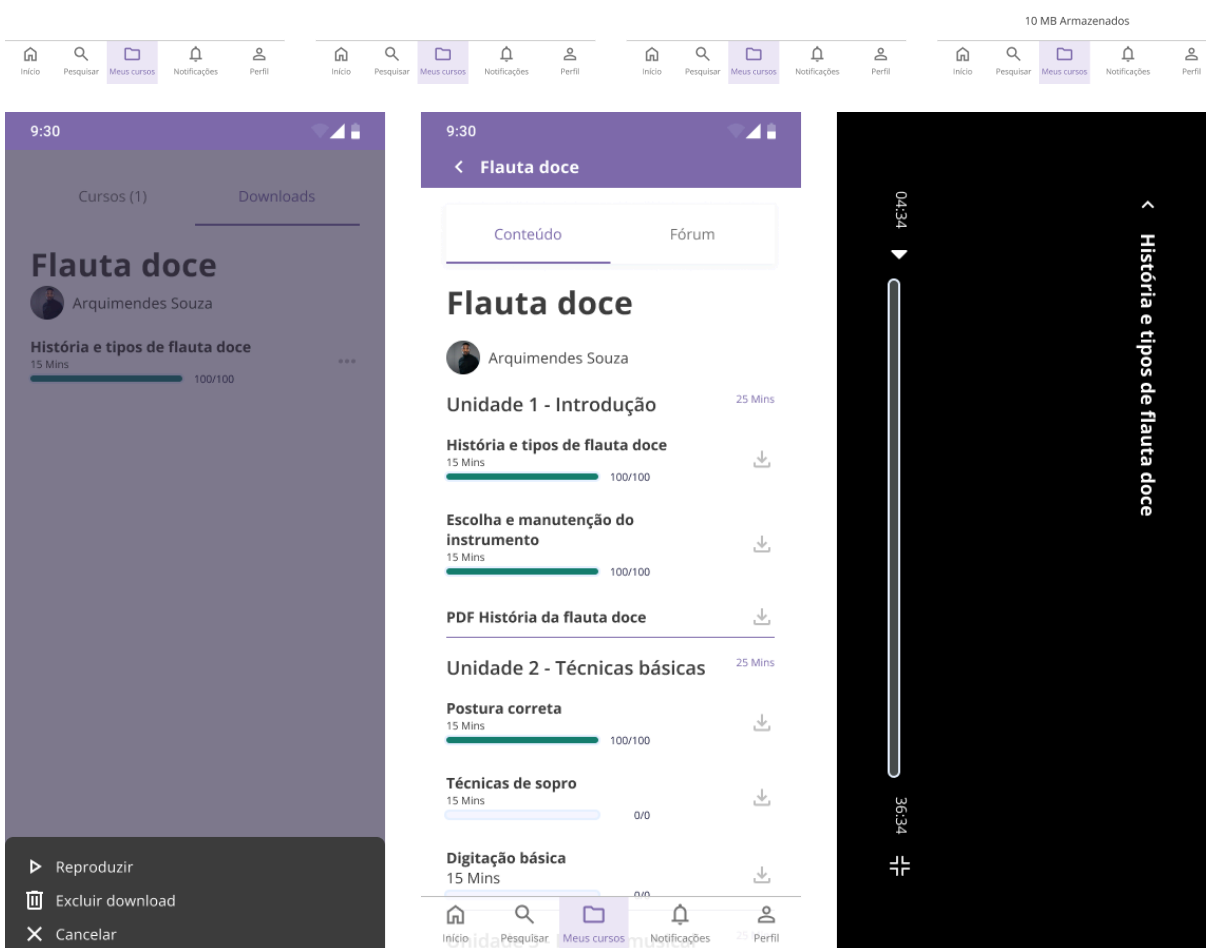 10 MB Armazenados
Início Pesquisar Meus cursos Notificações Perfil
Início Pesquisar Meus cursos Notificações Perfil
Início Pesquisar Meus cursos Notificações Perfil
Início Pesquisar Meus cursos Notificações Perfil
9:30
Cursos (1) Downloads
Flauta doce
Arquimendes Souza
História e tipos de flauta doce
15 Mins
100/100
Reproduzir
Excluir download
Cancelar
9:30
Flauta doce
Conteúdo Fórum
Flauta doce
Arquimendes Souza
Unidade 1 - Introdução 25 Mins
História e tipos de flauta doce
15 Mins
100/100
Escolha e manutenção do
instrumento
15 Mins
100/100
PDF História da flauta doce
Unidade 2 - Técnicas básicas 25 Mins
Postura correta
15 Mins
100/100
Técnicas de sopro
15 Mins
0/0
Digitação básica
15 Mins
0/0
Início Pesquisar Meus cursos Notificações Perfil
História e tipos de flauta doce
04:34
36:34